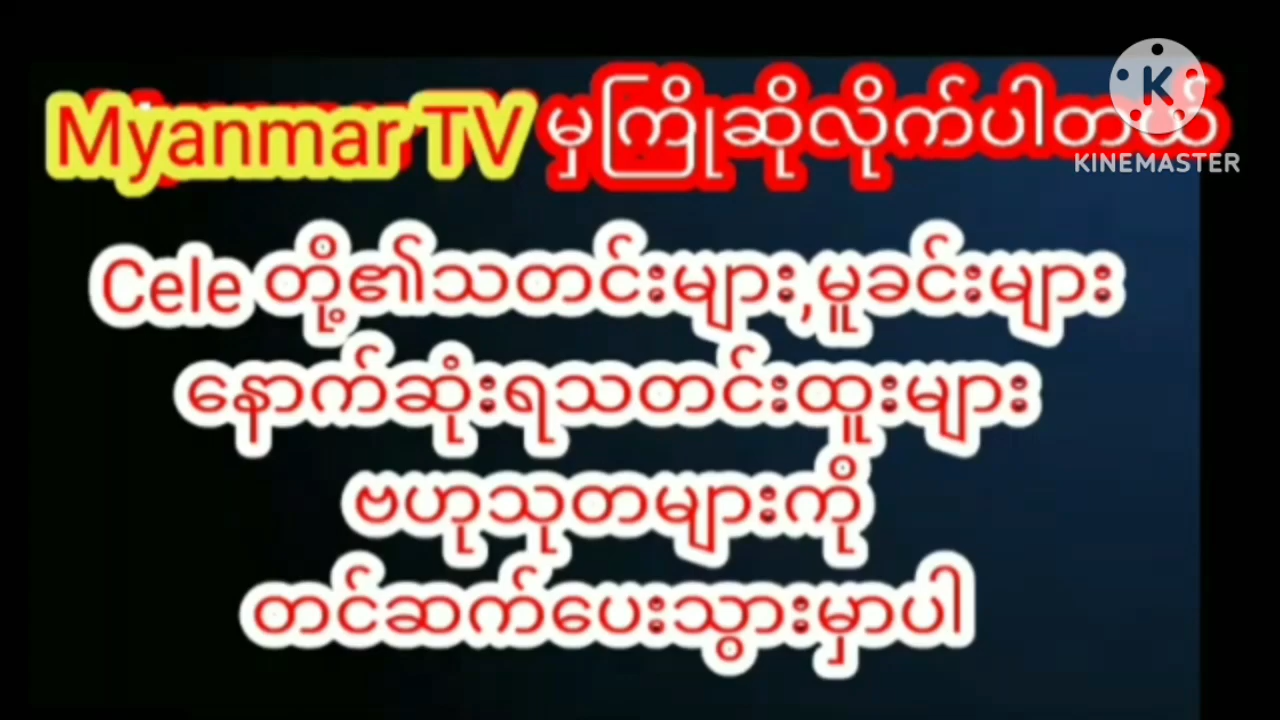 Myanmar TV မှကြိုဆိုလိုက်ပါတယ်
K
KINEMASTER
Cele တို့၏သတင်းများ,မူခင်းများ
နောက်ဆုံးရသတင်းထူးများ
ဗဟုသုတများကို
တင်ဆက်ပေးသွားမှာပါ